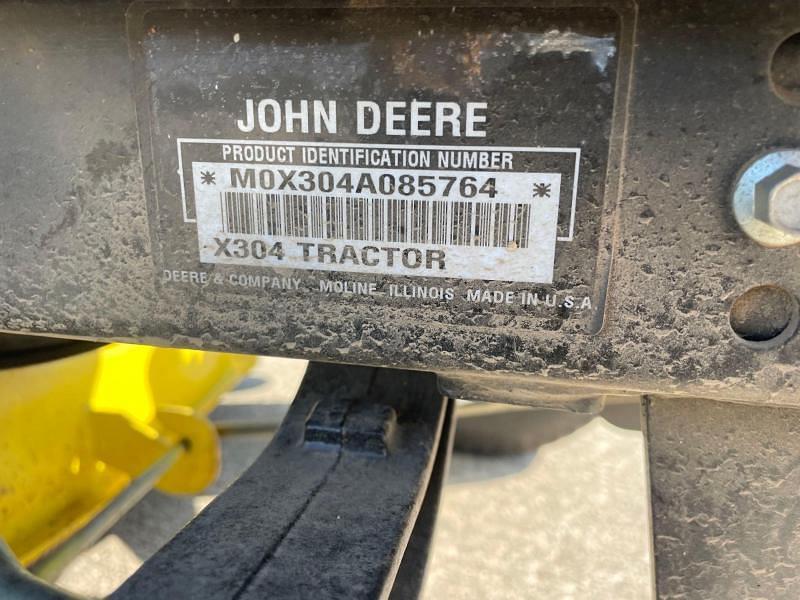 JOHN DEERE
PRODUCT IDENTIFICATION NUMBER
* M0X304A085764 *
X304 TRACTOR
DEERE & COMPANY MOLINE ILLINOIS MADE IN U.S.A